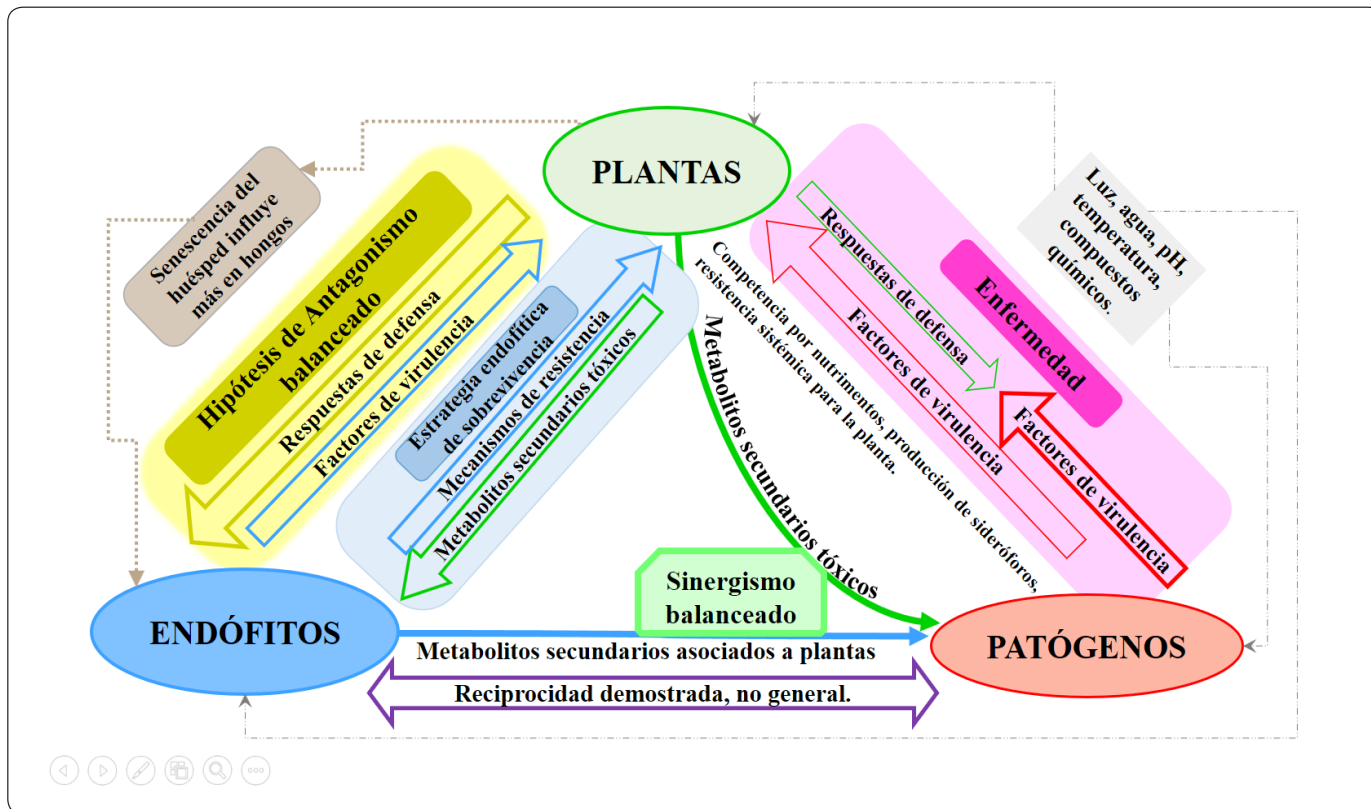 PLANTAS
Senescencia del
huésped influye
más en hongos
Hipótesis de Antagonismo
balanceado
Respuestas de defensa
Factores de virulencia
Estrategia endofítica
de sobrevivencia
Mecanismos de resistencia
Metabolitos secundarios tóxicos
Metabolitos secundarios tóxicos
Competencia por nutrimentos, producción de sideróforos,
resistencia sistémica para la planta.
Respuestas de defensa
Factores de virulencia
Enfermedad
Factores de virulencia
Luz, agua, pH,
temperatura,
compuestos
químicos.
Sinergismo
balanceado
ENDÓFITOS
PATÓGENOS
Metabolitos secundarios asociados a plantas
Reciprocidad demostrada, no general.